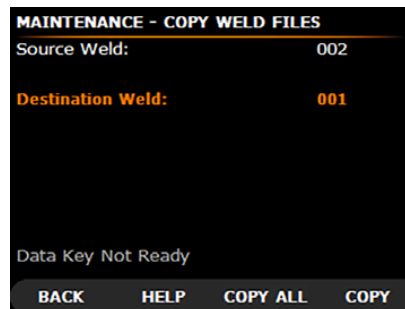 MAINTENANCE - COPY WELD FILES
Source Weld: 002
Destination Weld: 001
Data Key Not Ready
BACK HELP COPY ALL COPY